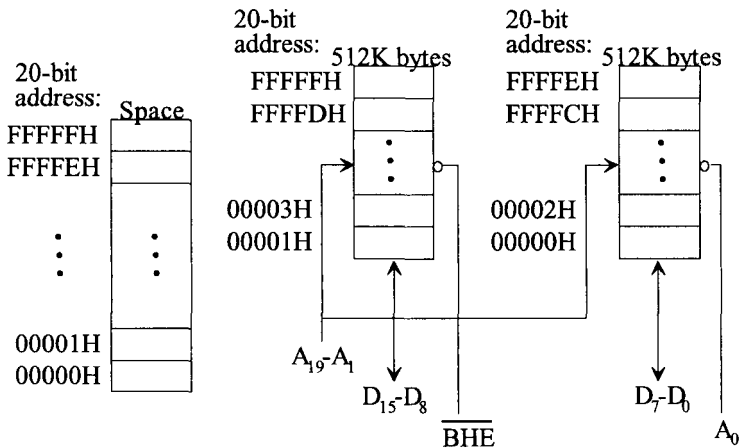 20-bit
address:
Space
FFFFFH
FFFFEH
00001H
00000H
20-bit
address:
512K bytes
FFFFFH
FFFFDH
00003H
00001H
A₁₉-A₁
D₁₅-D₈
B̅H̅E̅
20-bit
address:
512K bytes
FFFFEH
FFFFCH
00002H
00000H
D₇-D₀
A₀